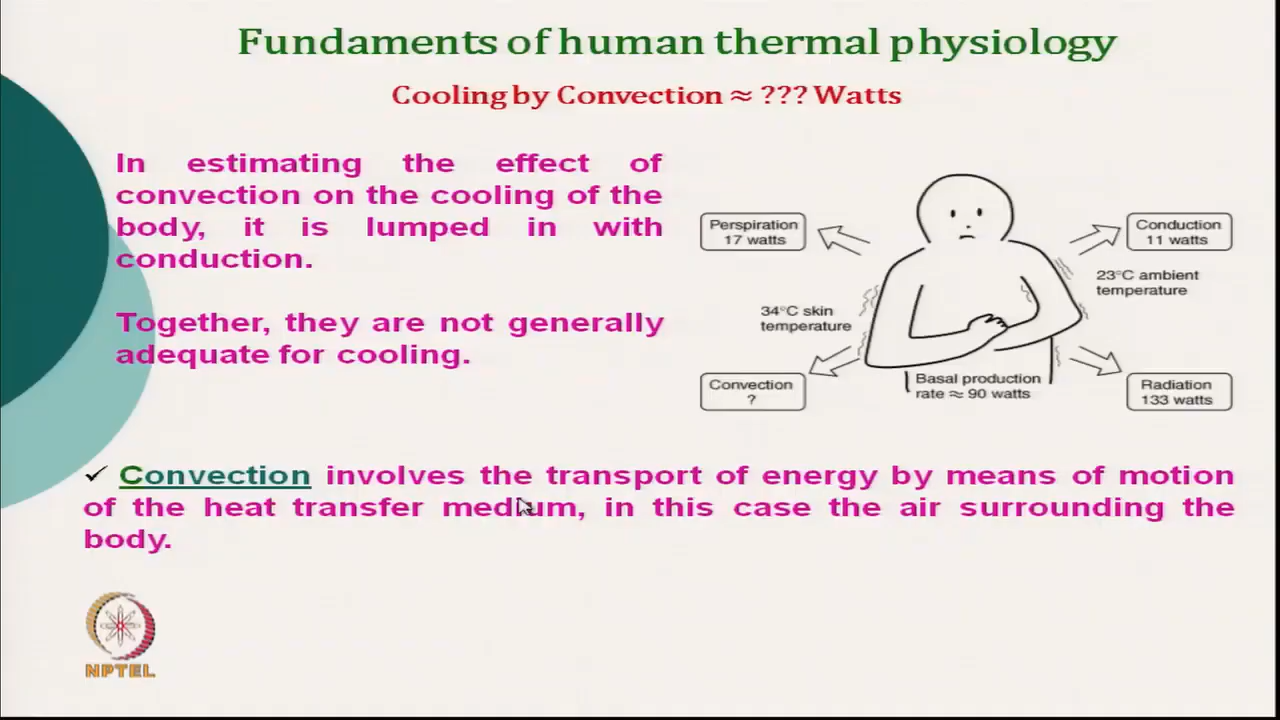 Fundaments of human thermal physiology
Cooling by Convection ≈ ??? Watts
In estimating the effect of
convection on the cooling of the
body, it is lumped in with
conduction.
Together, they are not generally
adequate for cooling.
Perspiration
17 watts
Conduction
11 watts
23°C ambient
temperature
34°C skin
temperature
Convection
?
Basal production
rate ≈ 90 watts
Radiation
133 watts
✓ Convection involves the transport of energy by means of motion
of the heat transfer medium, in this case the air surrounding the
body.
NPTEL